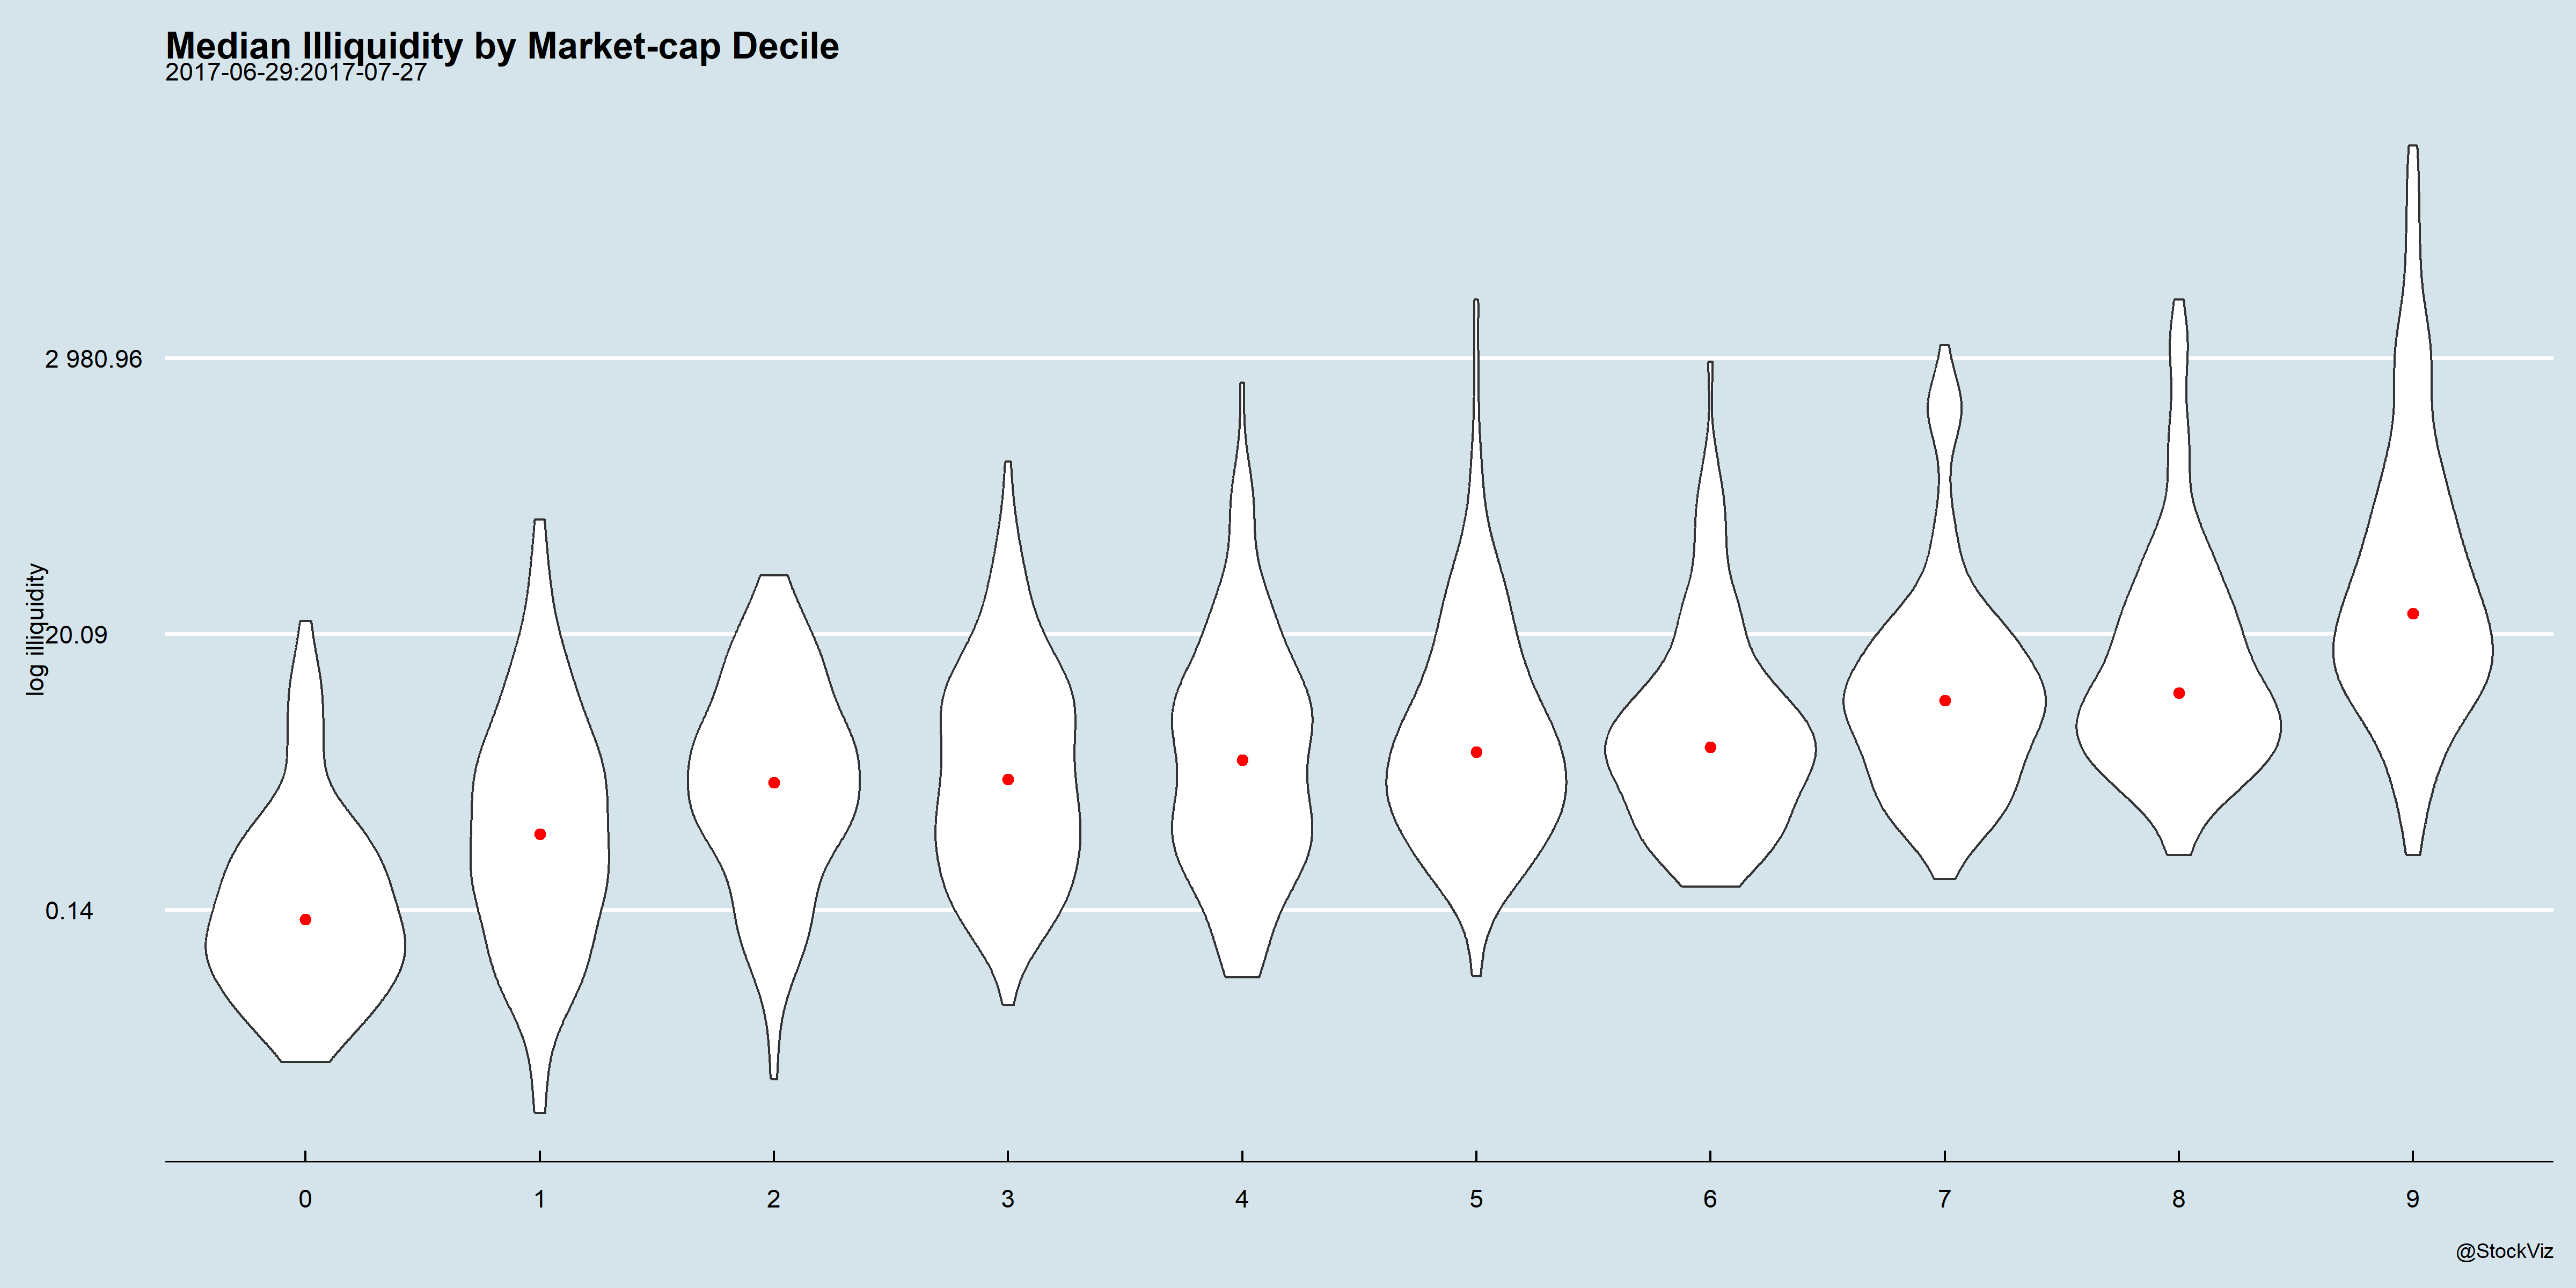 Median Illiquidity by Market-cap Decile
2017-06-29:2017-07-27
2 980.96
20.09
0.14
log illiquidity
0 1 2 3 4 5 6 7 8 9
@StockViz